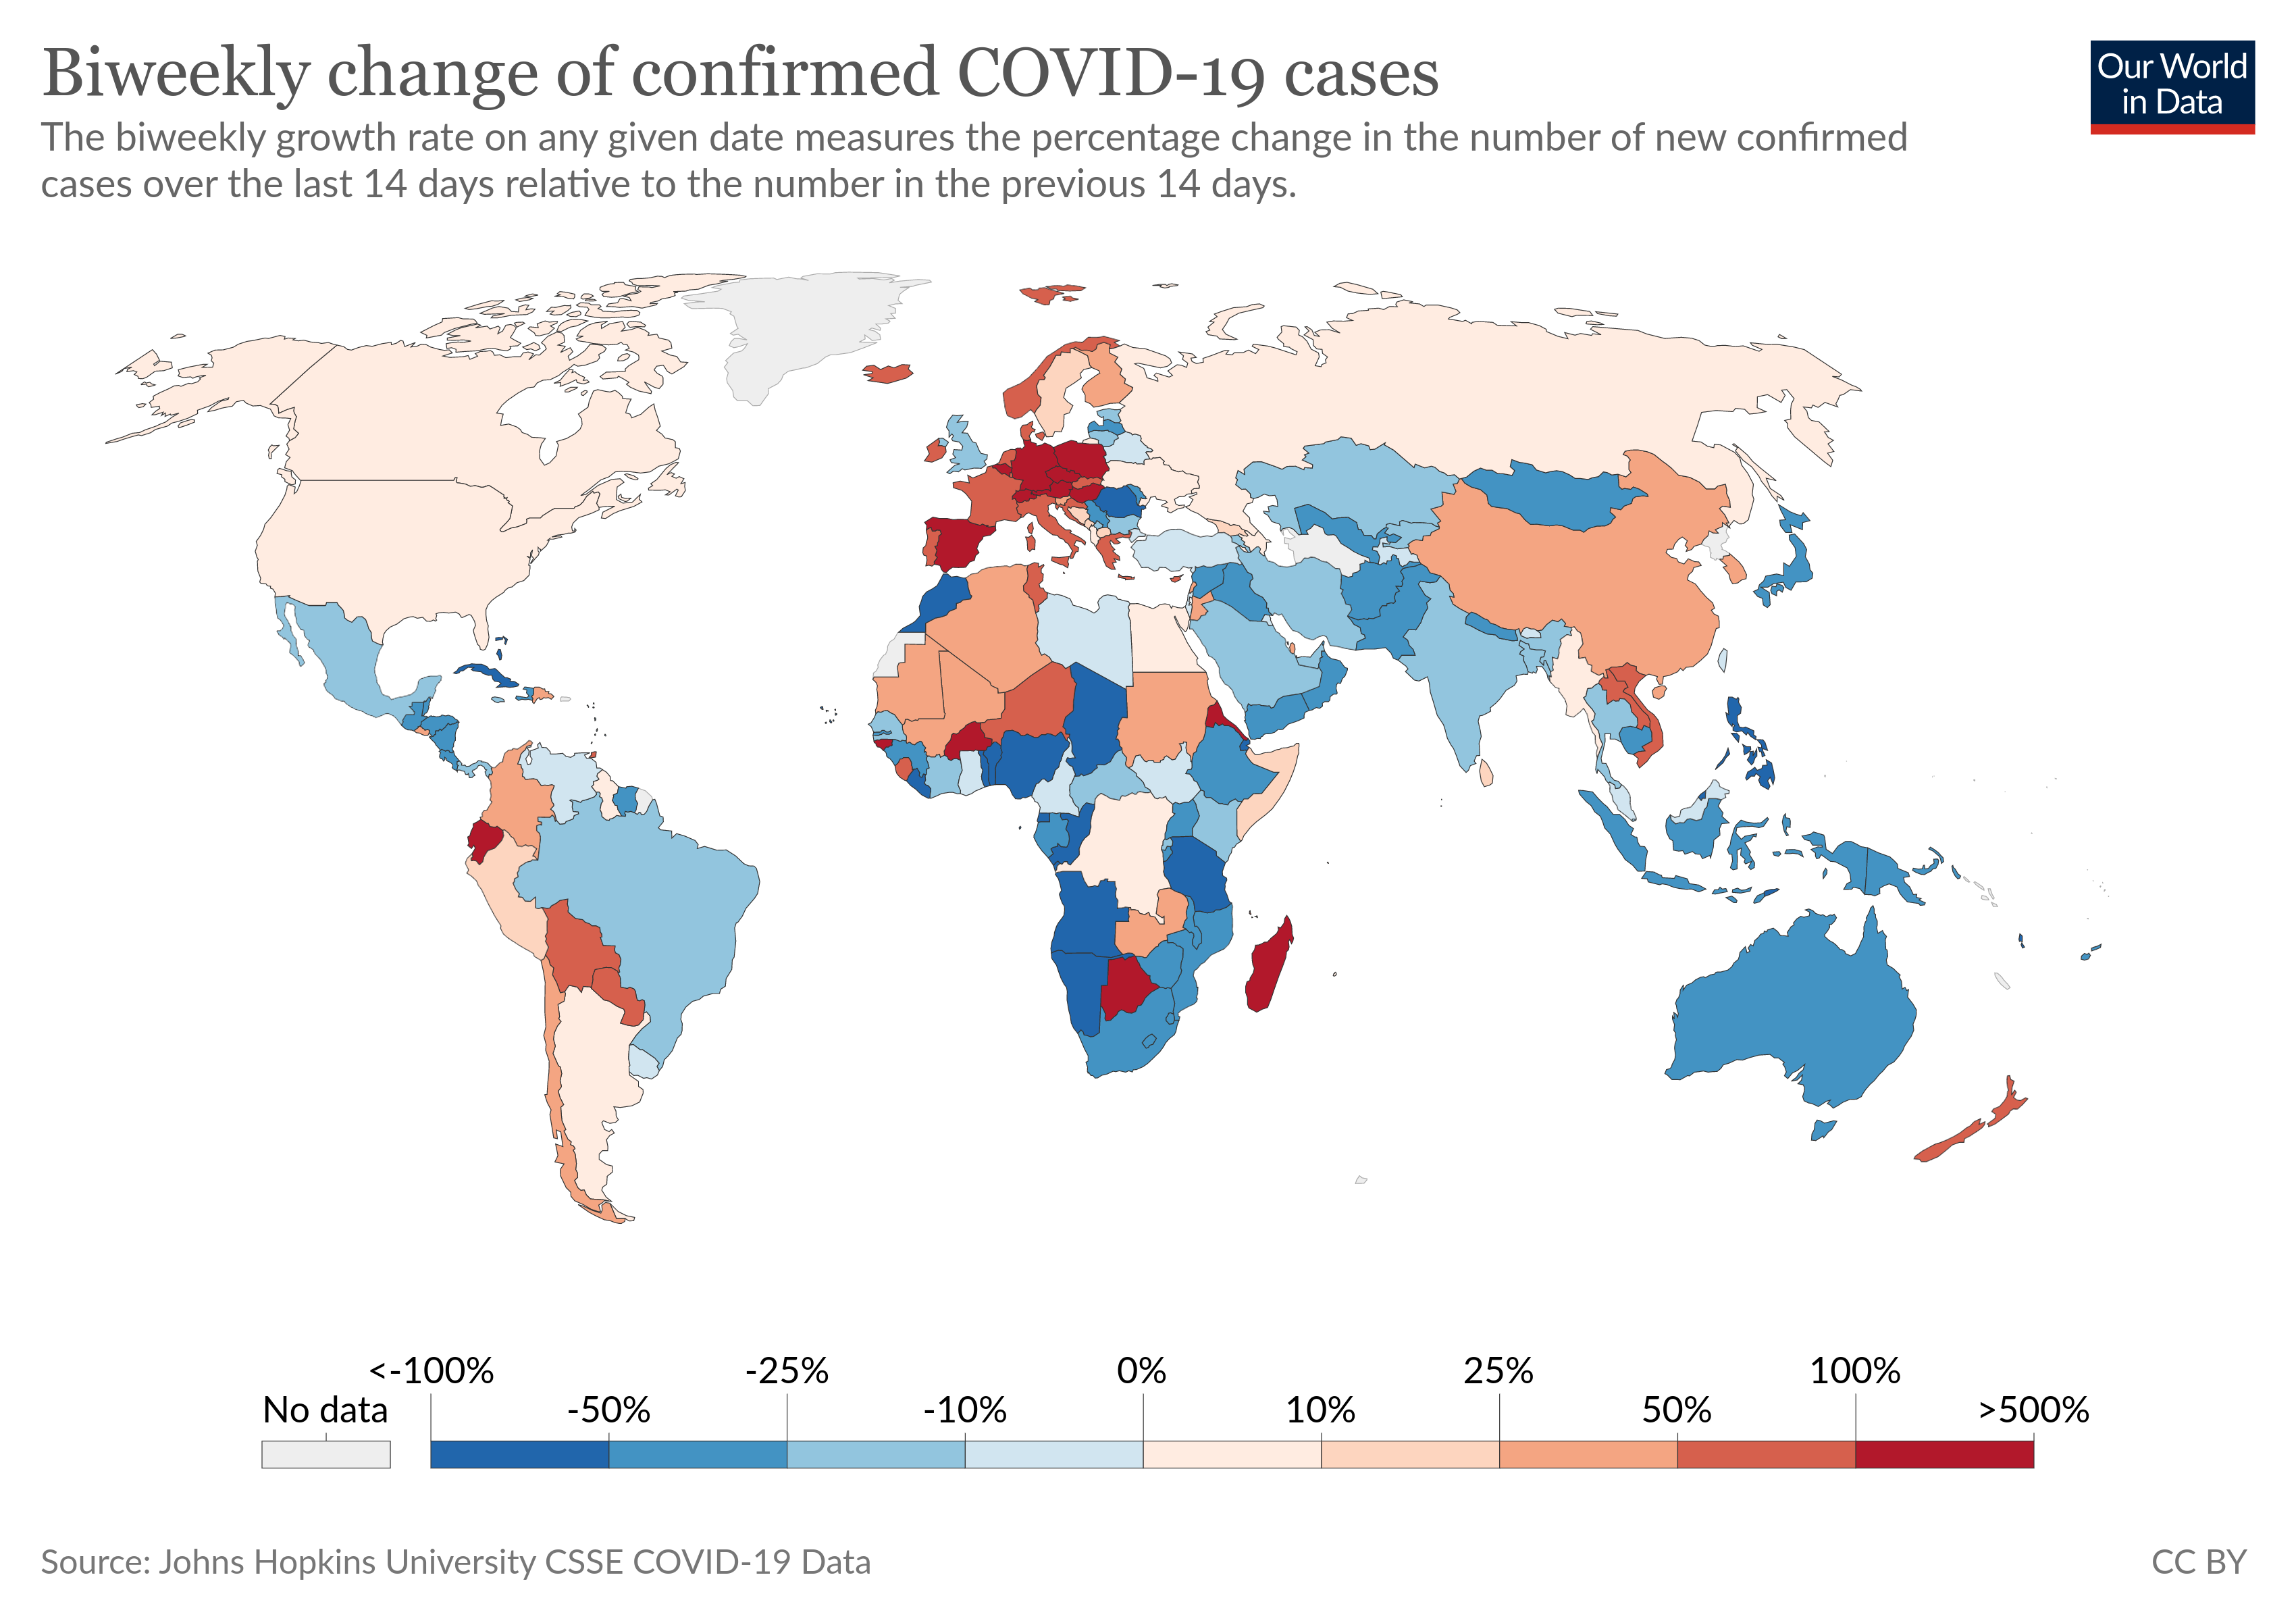 Biweekly change of confirmed COVID-19 cases
The biweekly growth rate on any given date measures the percentage change in the number of new confirmed
cases over the last 14 days relative to the number in the previous 14 days.
Our World
in Data
<-100% -25% 0% 25% 100%
No data -50% -10% 10% 50% >500%
Source: Johns Hopkins University CSSE COVID-19 Data
CC BY